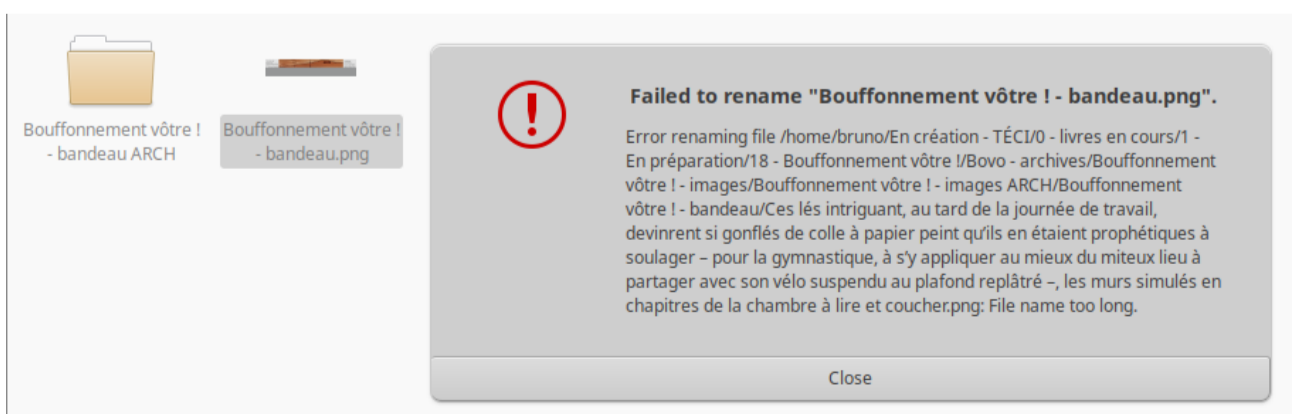 Bouffonnement vôtre !
- bandeau ARCH
Bouffonnement vôtre !
- bandeau.png
Failed to rename "Bouffonnement vôtre ! - bandeau.png".
Error renaming file /home/bruno/En création - TÉCI/0 - livres en cours/1 -
En préparation/18 - Bouffonnement vôtre !/Bovo - archives/Bouffonnement
vôtre ! - images/Bouffonnement vôtre ! - images ARCH/Bouffonnement
vôtre ! - bandeau/Ces lés intriguant, au tard de la journée de travail,
devinrent si gonflés de colle à papier peint qu’ils en étaient prophétiques à
soulager – pour la gymnastique, à s’y appliquer au mieux du miteux lieu à
partager avec son vélo suspendu au plafond replâtré –, les murs simulés en
chapitres de la chambre à lire et coucher.png: File name too long.
Close